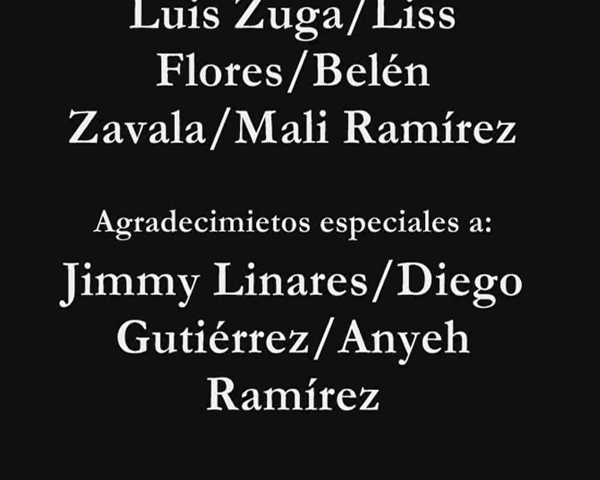 Luis Zuga/Liss
Flores/Belén
Zavala/Mali Ramírez
Agradecimietos especiales a:
Jimmy Linares/Diego
Gutiérrez/Anyeh
Ramírez